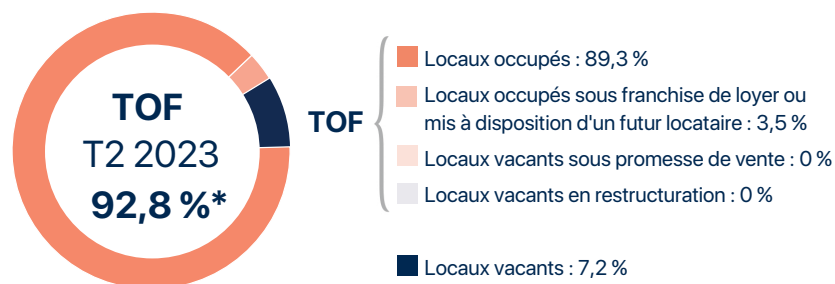 TOF
T2 2023
92,8 %*
TOF
Locaux occupés : 89,3 %
Locaux occupés sous franchise de loyer ou
mis à disposition d'un futur locataire : 3,5 %
Locaux vacants sous promesse de vente : 0 %
Locaux vacants en restructuration : 0 %
Locaux vacants : 7,2 %